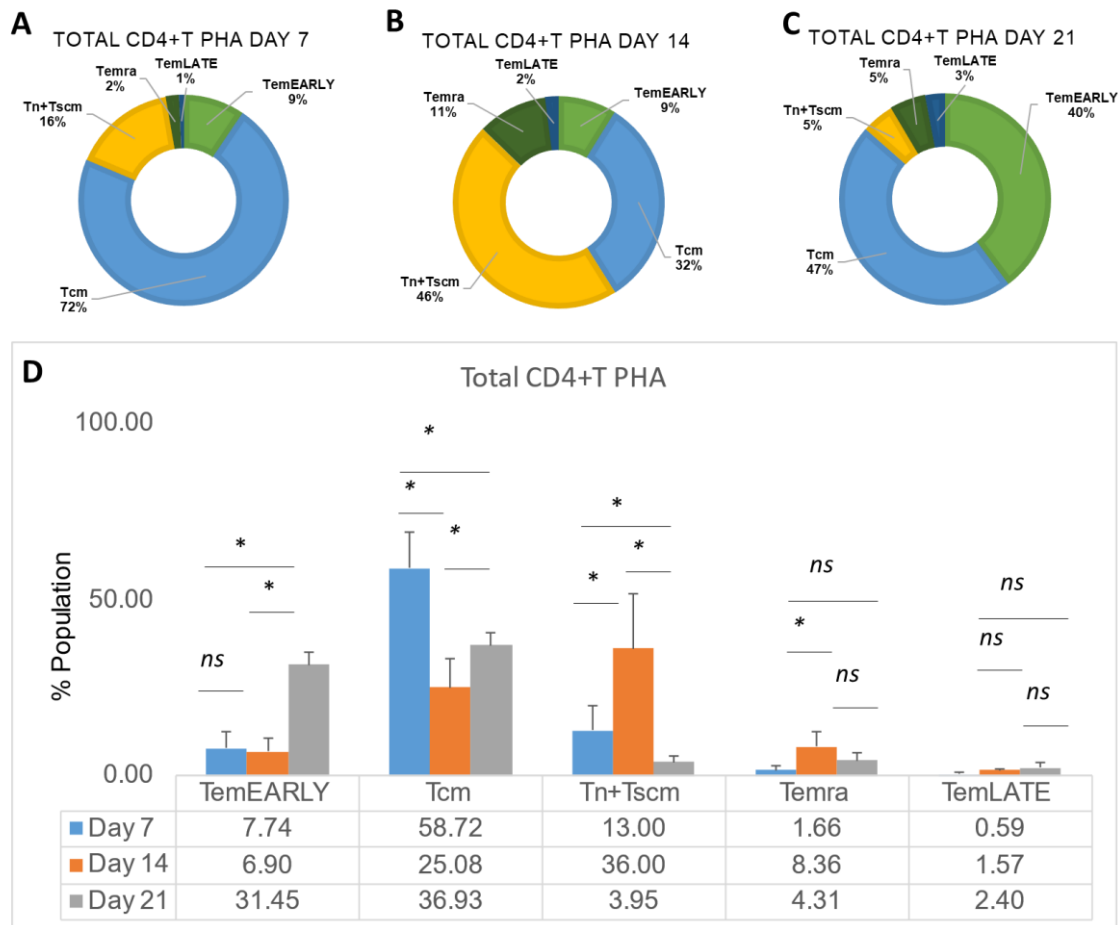 A
TOTAL CD4+T PHA DAY 7
Temra
2%
TemLATE
1%
TemEARLY
9%
Tn+Tscm
16%
Tcm
72%
B
TOTAL CD4+T PHA DAY 14
TemLATE
2%
Temra
11%
TemEARLY
9%
Tcm
32%
Tn+Tscm
46%
C
TOTAL CD4+T PHA DAY 21
Temra
5%
TemLATE
3%
TemEARLY
40%
Tn+Tscm
5%
Tcm
47%
D
Total CD4+T PHA
% Population
100.00
50.00
0.00
ns
*
*
*
*
*
*
*
*
*
ns
ns
ns
ns
ns
TemEARLY Tcm Tn+Tscm Temra TemLATE
Day 7 7.74 58.72 13.00 1.66 0.59
Day 14 6.90 25.08 36.00 8.36 1.57
Day 21 31.45 36.93 3.95 4.31 2.40